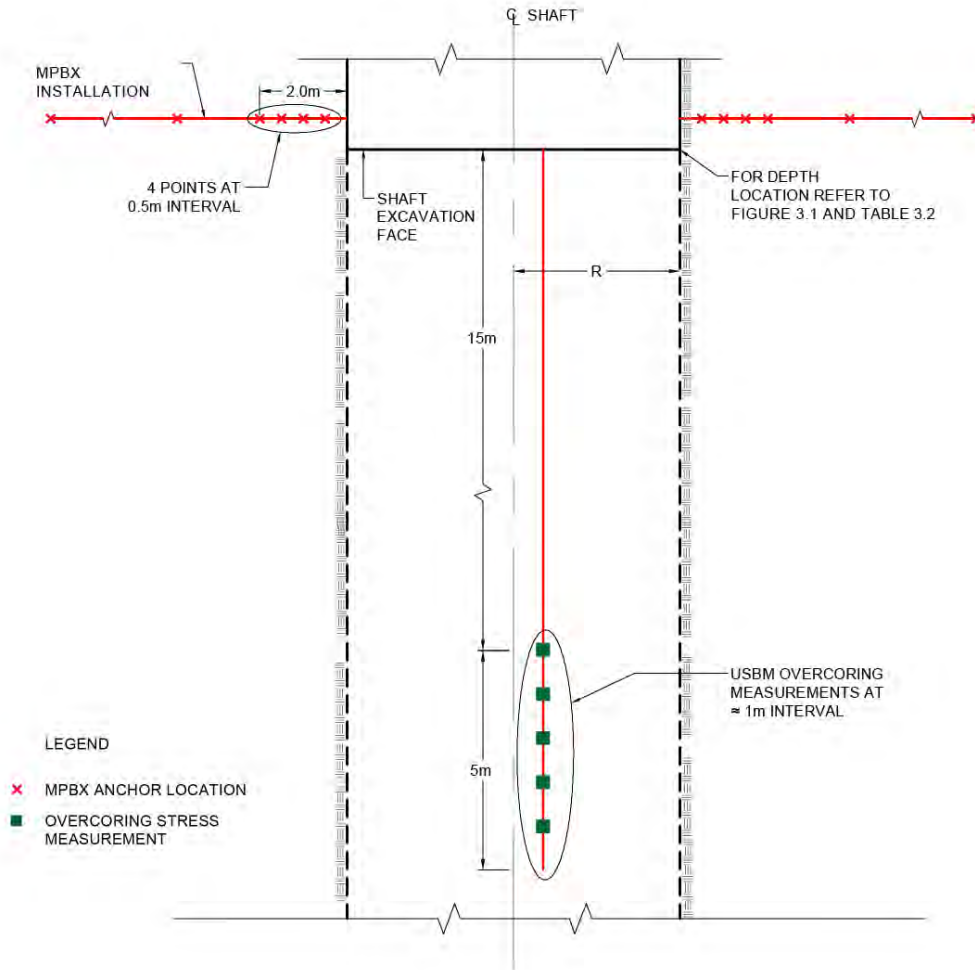 ℄ SHAFT
MPBX
INSTALLATION
2.0m
4 POINTS AT
0.5m INTERVAL
SHAFT
EXCAVATION
FACE
FOR DEPTH
LOCATION REFER TO
FIGURE 3.1 AND TABLE 3.2
R
15m
USBM OVERCORING
MEASUREMENTS AT
≈ 1m INTERVAL
5m
LEGEND
MPBX ANCHOR LOCATION
OVERCORING STRESS
MEASUREMENT